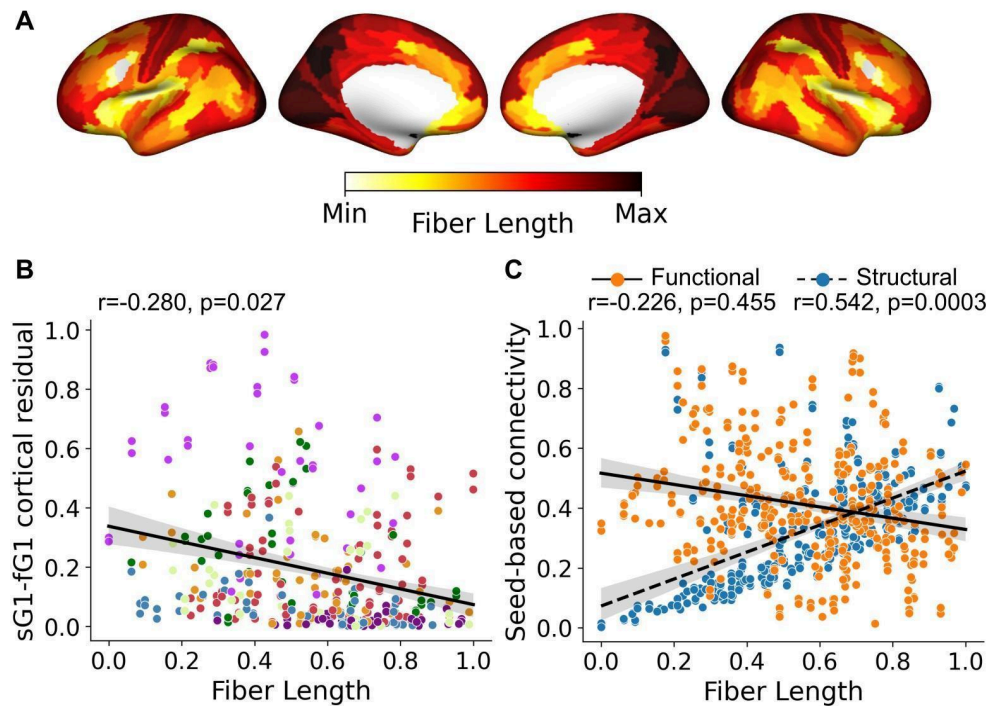 A
Min
Max
Fiber Length
B
r=-0.280, p=0.027
sG1-fG1 cortical residual
1.0
0.8
0.6
0.4
0.2
0.0
0.0 0.2 0.4 0.6 0.8 1.0
Fiber Length
C
Functional
Structural
r=-0.226, p=0.455 r=0.542, p=0.0003
Seed-based connectivity
1.0
0.8
0.6
0.4
0.2
0.0
0.0 0.2 0.4 0.6 0.8 1.0
Fiber Length